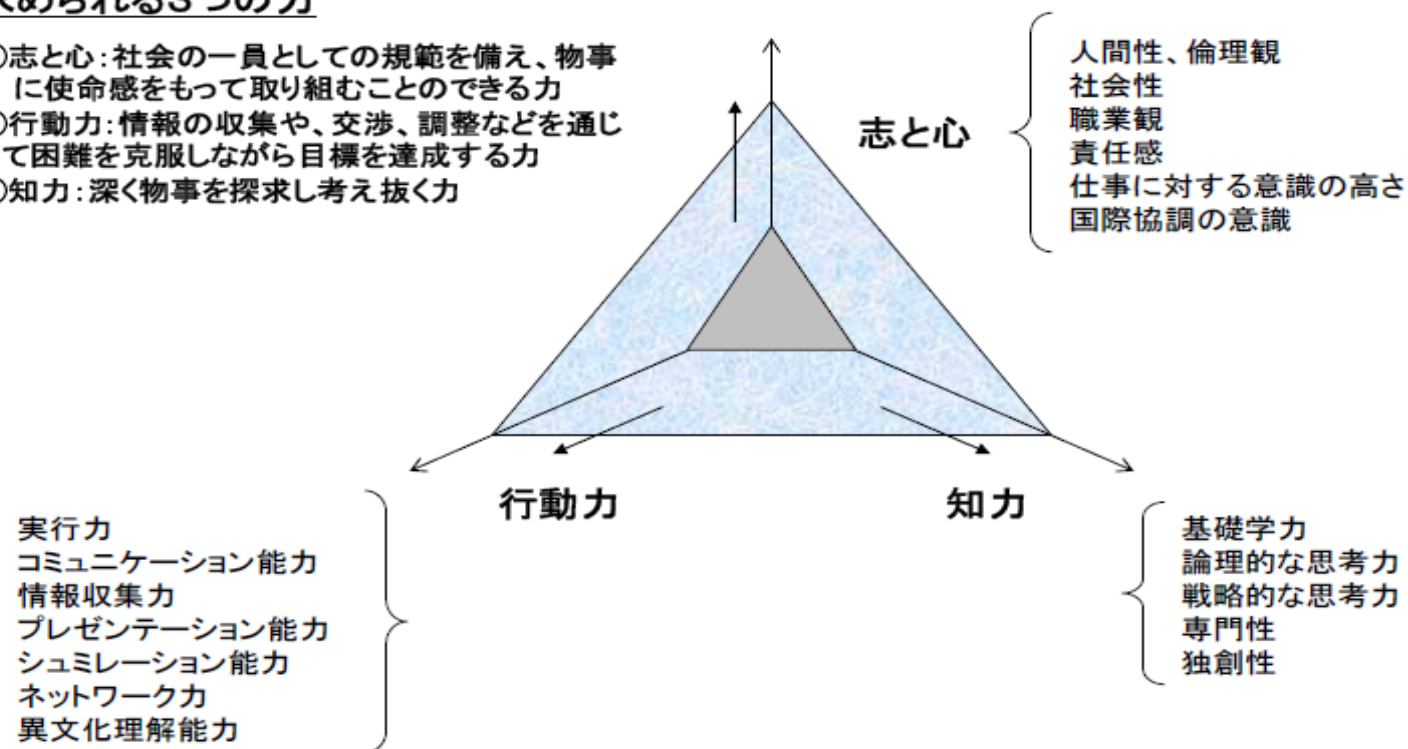 められる3つの力
志と心:社会の一員としての規範を備え、物事
に使命感をもって取り組むことのできる力
行動力:情報の収集や、交渉、調整などを通じ
て困難を克服しながら目標を達成する力
知力:深く物事を探求し考え抜く力
志と心
人間性、倫理観
社会性
職業観
責任感
仕事に対する意識の高さ
国際協調の意識
行動力
実行力
コミュニケーション能力
情報収集力
プレゼンテーション能力
シュミレーション能力
ネットワーク力
異文化理解能力
知力
基礎学力
論理的な思考力
戦略的な思考力
専門性
独創性